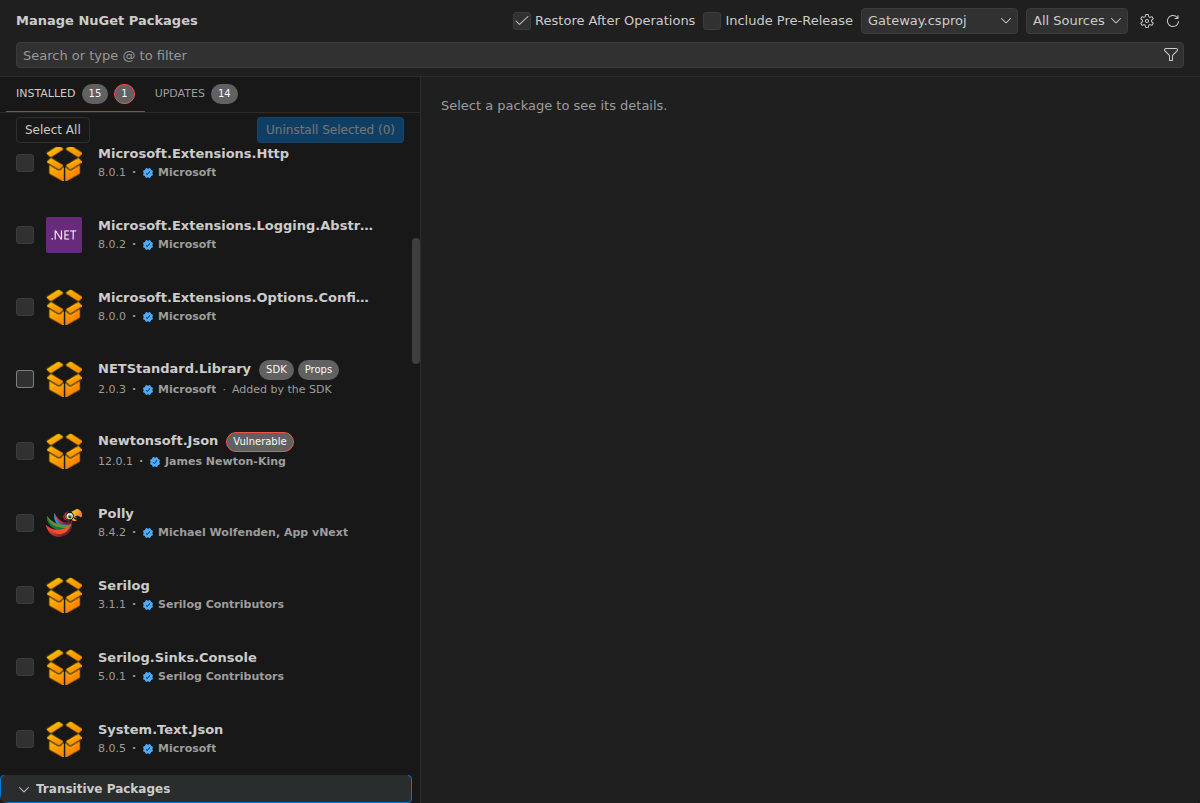 Manage NuGet Packages
Restore After Operations
Include Pre-Release
Gateway.csproj
All Sources
Search or type @ to filter
INSTALLED 15 1 UPDATES 14
Select All
Uninstall Selected (0)
Select a package to see its details.
Microsoft.Extensions.Http
8.0.1 · Microsoft
.NET
Microsoft.Extensions.Logging.Abstr…
8.0.2 · Microsoft
Microsoft.Extensions.Options.Confi…
8.0.0 · Microsoft
NETStandard.Library SDK Props
2.0.3 · Microsoft · Added by the SDK
Newtonsoft.Json Vulnerable
12.0.1 · James Newton-King
Polly
8.4.2 · Michael Wolfenden, App vNext
Serilog
3.1.1 · Serilog Contributors
Serilog.Sinks.Console
5.0.1 · Serilog Contributors
System.Text.Json
8.0.5 · Microsoft
Transitive Packages